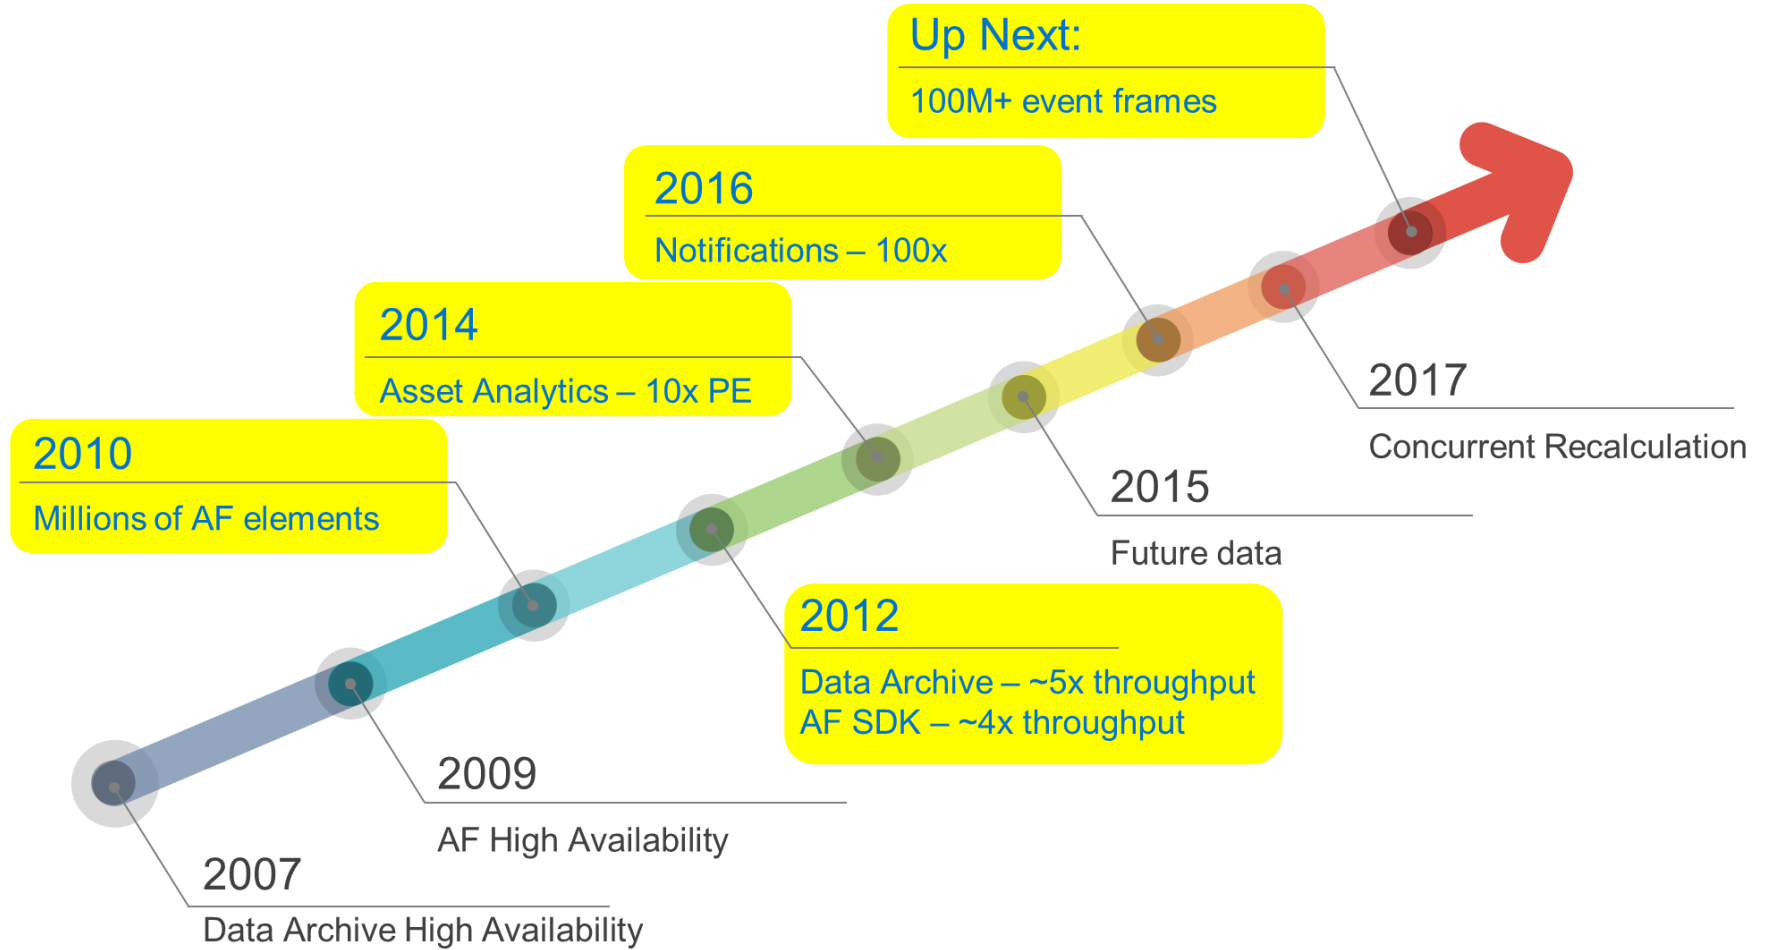 Up Next:
100M+ event frames
2016
Notifications – 100x
2014
Asset Analytics – 10x PE
2010
Millions of AF elements
2017
Concurrent Recalculation
2015
Future data
2012
Data Archive – ~5x throughput
AF SDK – ~4x throughput
2009
AF High Availability
2007
Data Archive High Availability